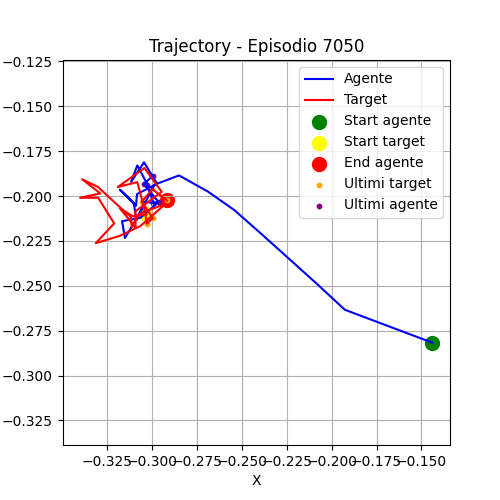 Trajectory - Episodio 7050
Agente
Target
Start agente
Start target
End agente
Ultimi target
Ultimi agente
−0.125
−0.150
−0.175
−0.200
−0.225
−0.250
−0.275
−0.300
−0.325
−0.325 −0.300 −0.275 −0.250 −0.225 −0.200 −0.175 −0.150
X